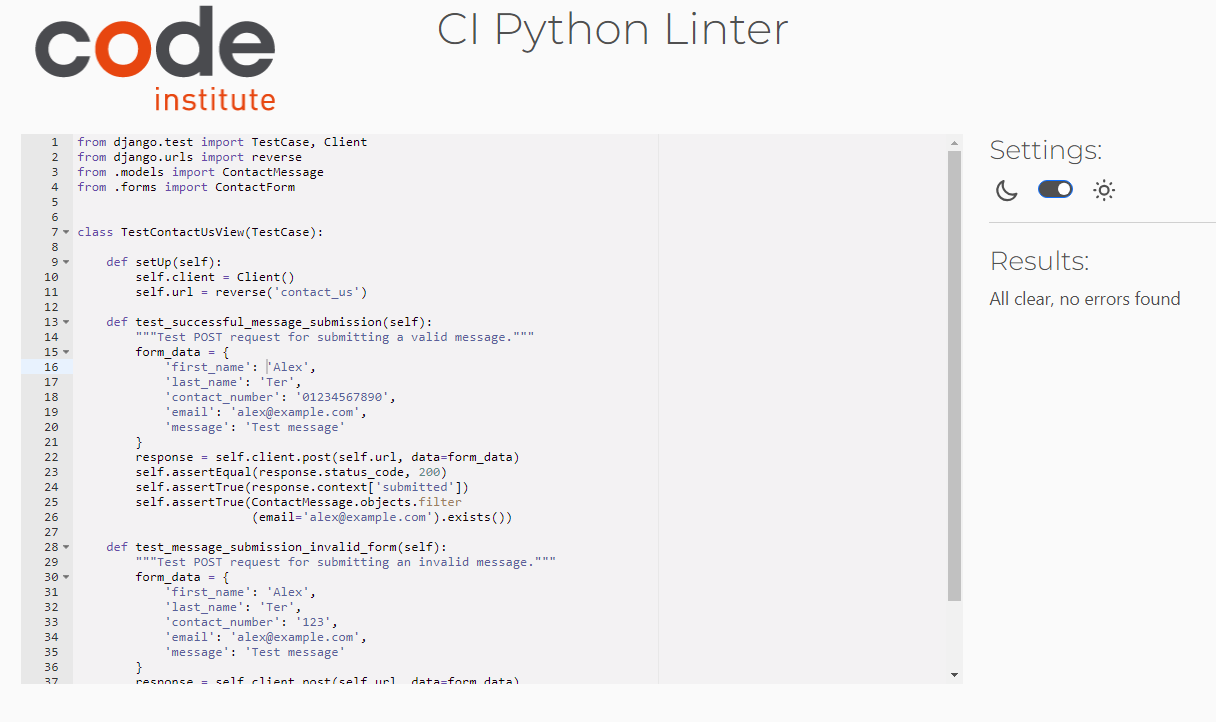 code
institute
CI Python Linter
1 from django.test import TestCase, Client
2 from django.urls import reverse
3 from .models import ContactMessage
4 from .forms import ContactForm
5
6
7 class TestContactUsView(TestCase):
8
9     def setUp(self):
10         self.client = Client()
11         self.url = reverse('contact_us')
12
13     def test_successful_message_submission(self):
14         """Test POST request for submitting a valid message."""
15         form_data = {
16             'first_name': 'Alex',
17             'last_name': 'Ter',
18             'contact_number': '01234567890',
19             'email': 'alex@example.com',
20             'message': 'Test message'
21         }
22         response = self.client.post(self.url, data=form_data)
23         self.assertEqual(response.status_code, 200)
24         self.assertTrue(response.context['submitted'])
25         self.assertTrue(ContactMessage.objects.filter
26                         (email='alex@example.com').exists())
27
28     def test_message_submission_invalid_form(self):
29         """Test POST request for submitting an invalid message."""
30         form_data = {
31             'first_name': 'Alex',
32             'last_name': 'Ter',
33             'contact_number': '123',
34             'email': 'alex@example.com',
35             'message': 'Test message'
36         }
37         response = self.client.post(self.url, data=form_data)
Settings:
Results:
All clear, no errors found